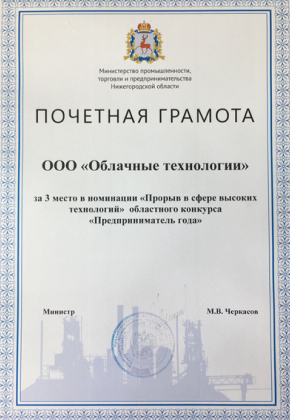 Министерство промышленности,
торговли и предпринимательства
Нижегородской области
ПОЧЕТНАЯ ГРАМОТА
ООО «Облачные технологии»
за 3 место в номинации «Прорыв в сфере высоких
технологий» областного конкурса
«Предприниматель года»
Министр М.В. Черкасов